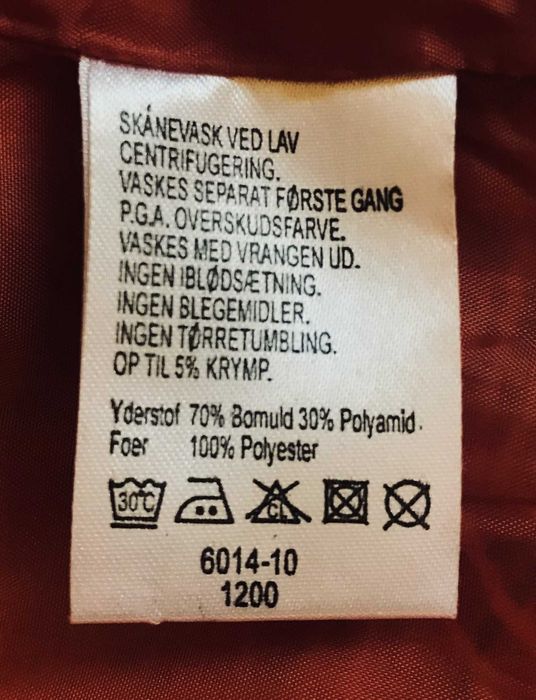 SKÅNEVASK VED LAV
CENTRIFUGERING.
VASKES SEPARAT FØRSTE GANG
P.G.A. OVERSKUDSFARVE.
VASKES MED VRANGEN UD.
INGEN IBLØDSÆTNING.
INGEN BLEGEMIDLER.
INGEN TØRRETUMBLING.
OP TIL 5% KRYMP.
Yderstof 70% Bomuld 30% Polyamid.
Foer 100% Polyester
30°C CL
6014-10
1200